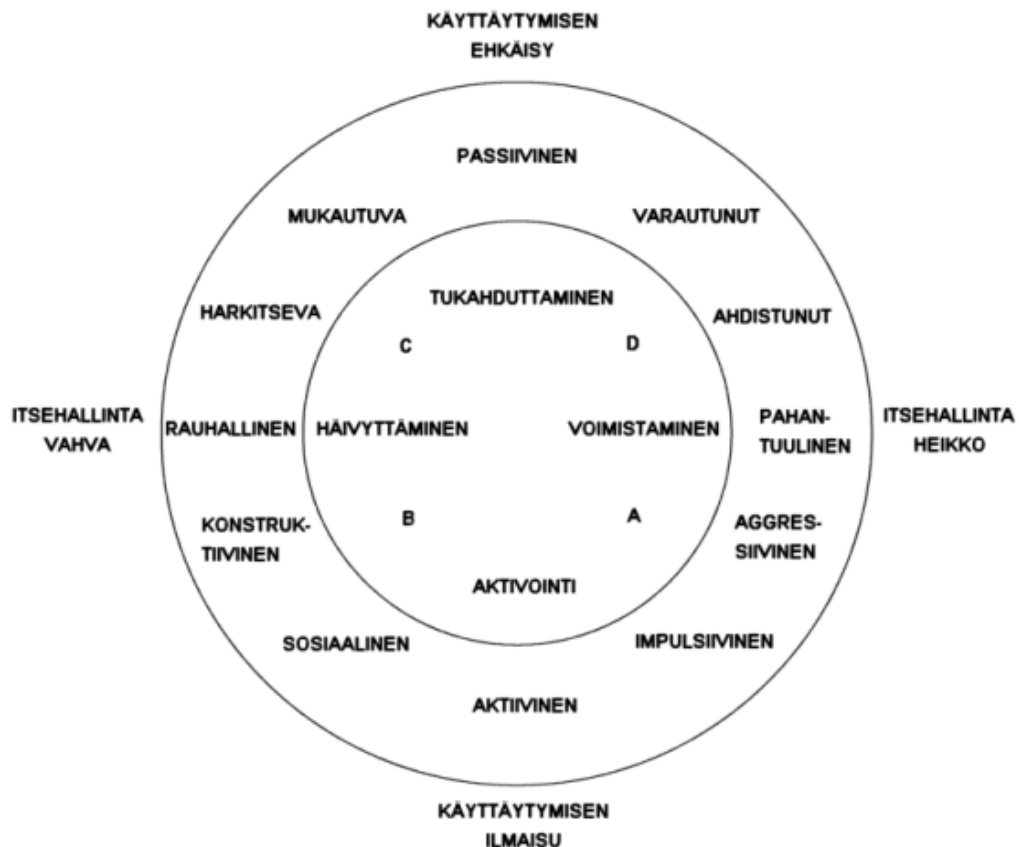 KÄYTTÄYTYMISEN
EHKÄISY
PASSIIVINEN
MUKAUTUVA
VARAUTUNUT
TUKAHDUTTAMINEN
HARKITSEVA
AHDISTUNUT
C
D
ITSEHALLINTA
VAHVA
RAUHALLINEN
HÄIVYTTÄMINEN
VOIMISTAMINEN
PAHAN-
TUULINEN
ITSEHALLINTA
HEIKKO
KONSTRUK-
TIIVINEN
B
A
AGGRES-
SIIVINEN
AKTIVOINTI
SOSIAALINEN
IMPULSIIVINEN
AKTIIVINEN
KÄYTTÄYTYMISEN
ILMAISU